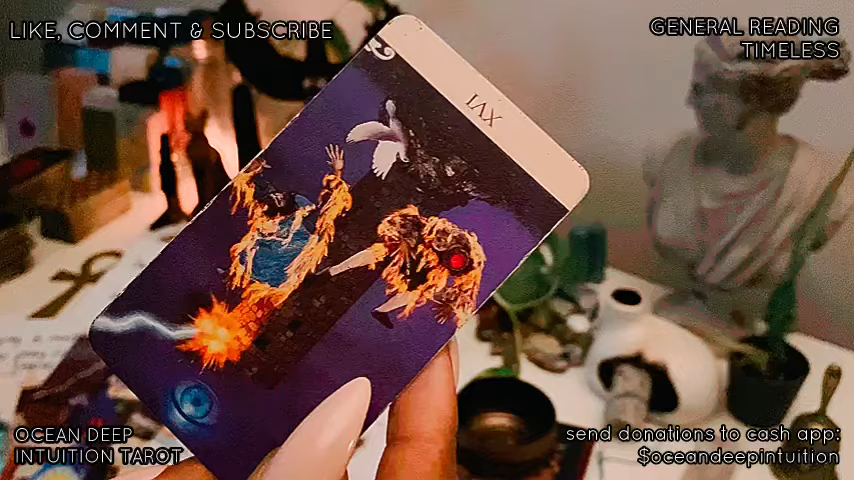 LIKE, COMMENT & SUBSCRIBE
GENERAL READING
TIMELESS
XVI
OCEAN DEEP
INTUITION TAROT
send donations to cash app:
$oceandeepintuition